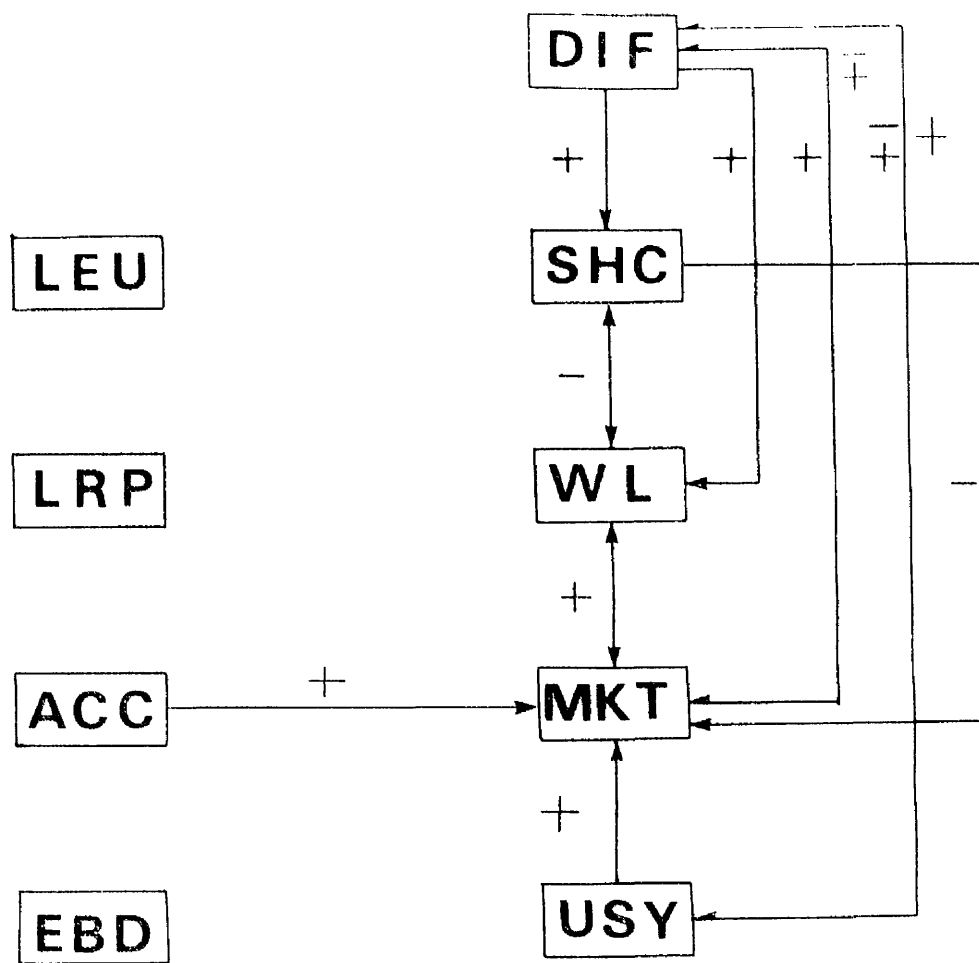 DIF
+ + + ∓ ∓ +
LEU SHC
−
LRP WL −
+
ACC + MKT
+
EBD USY